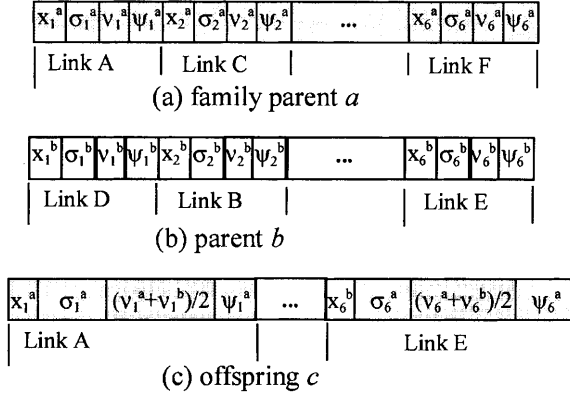 x₁ᵃ σ₁ᵃ ν₁ᵃ ψ₁ᵃ x₂ᵃ σ₂ᵃ ν₂ᵃ ψ₂ᵃ ... x₆ᵃ σ₆ᵃ ν₆ᵃ ψ₆ᵃ
Link A Link C Link F
(a) family parent a
x₁ᵇ σ₁ᵇ ν₁ᵇ ψ₁ᵇ x₂ᵇ σ₂ᵇ ν₂ᵇ ψ₂ᵇ ... x₆ᵇ σ₆ᵇ ν₆ᵇ ψ₆ᵇ
Link D Link B Link E
(b) parent b
x₁ᵃ σ₁ᵃ (ν₁ᵃ+ν₁ᵇ)/2 ψ₁ᵃ ... x₆ᵇ σ₆ᵃ (ν₆ᵃ+ν₆ᵇ)/2 ψ₆ᵃ
Link A Link E
(c) offspring c